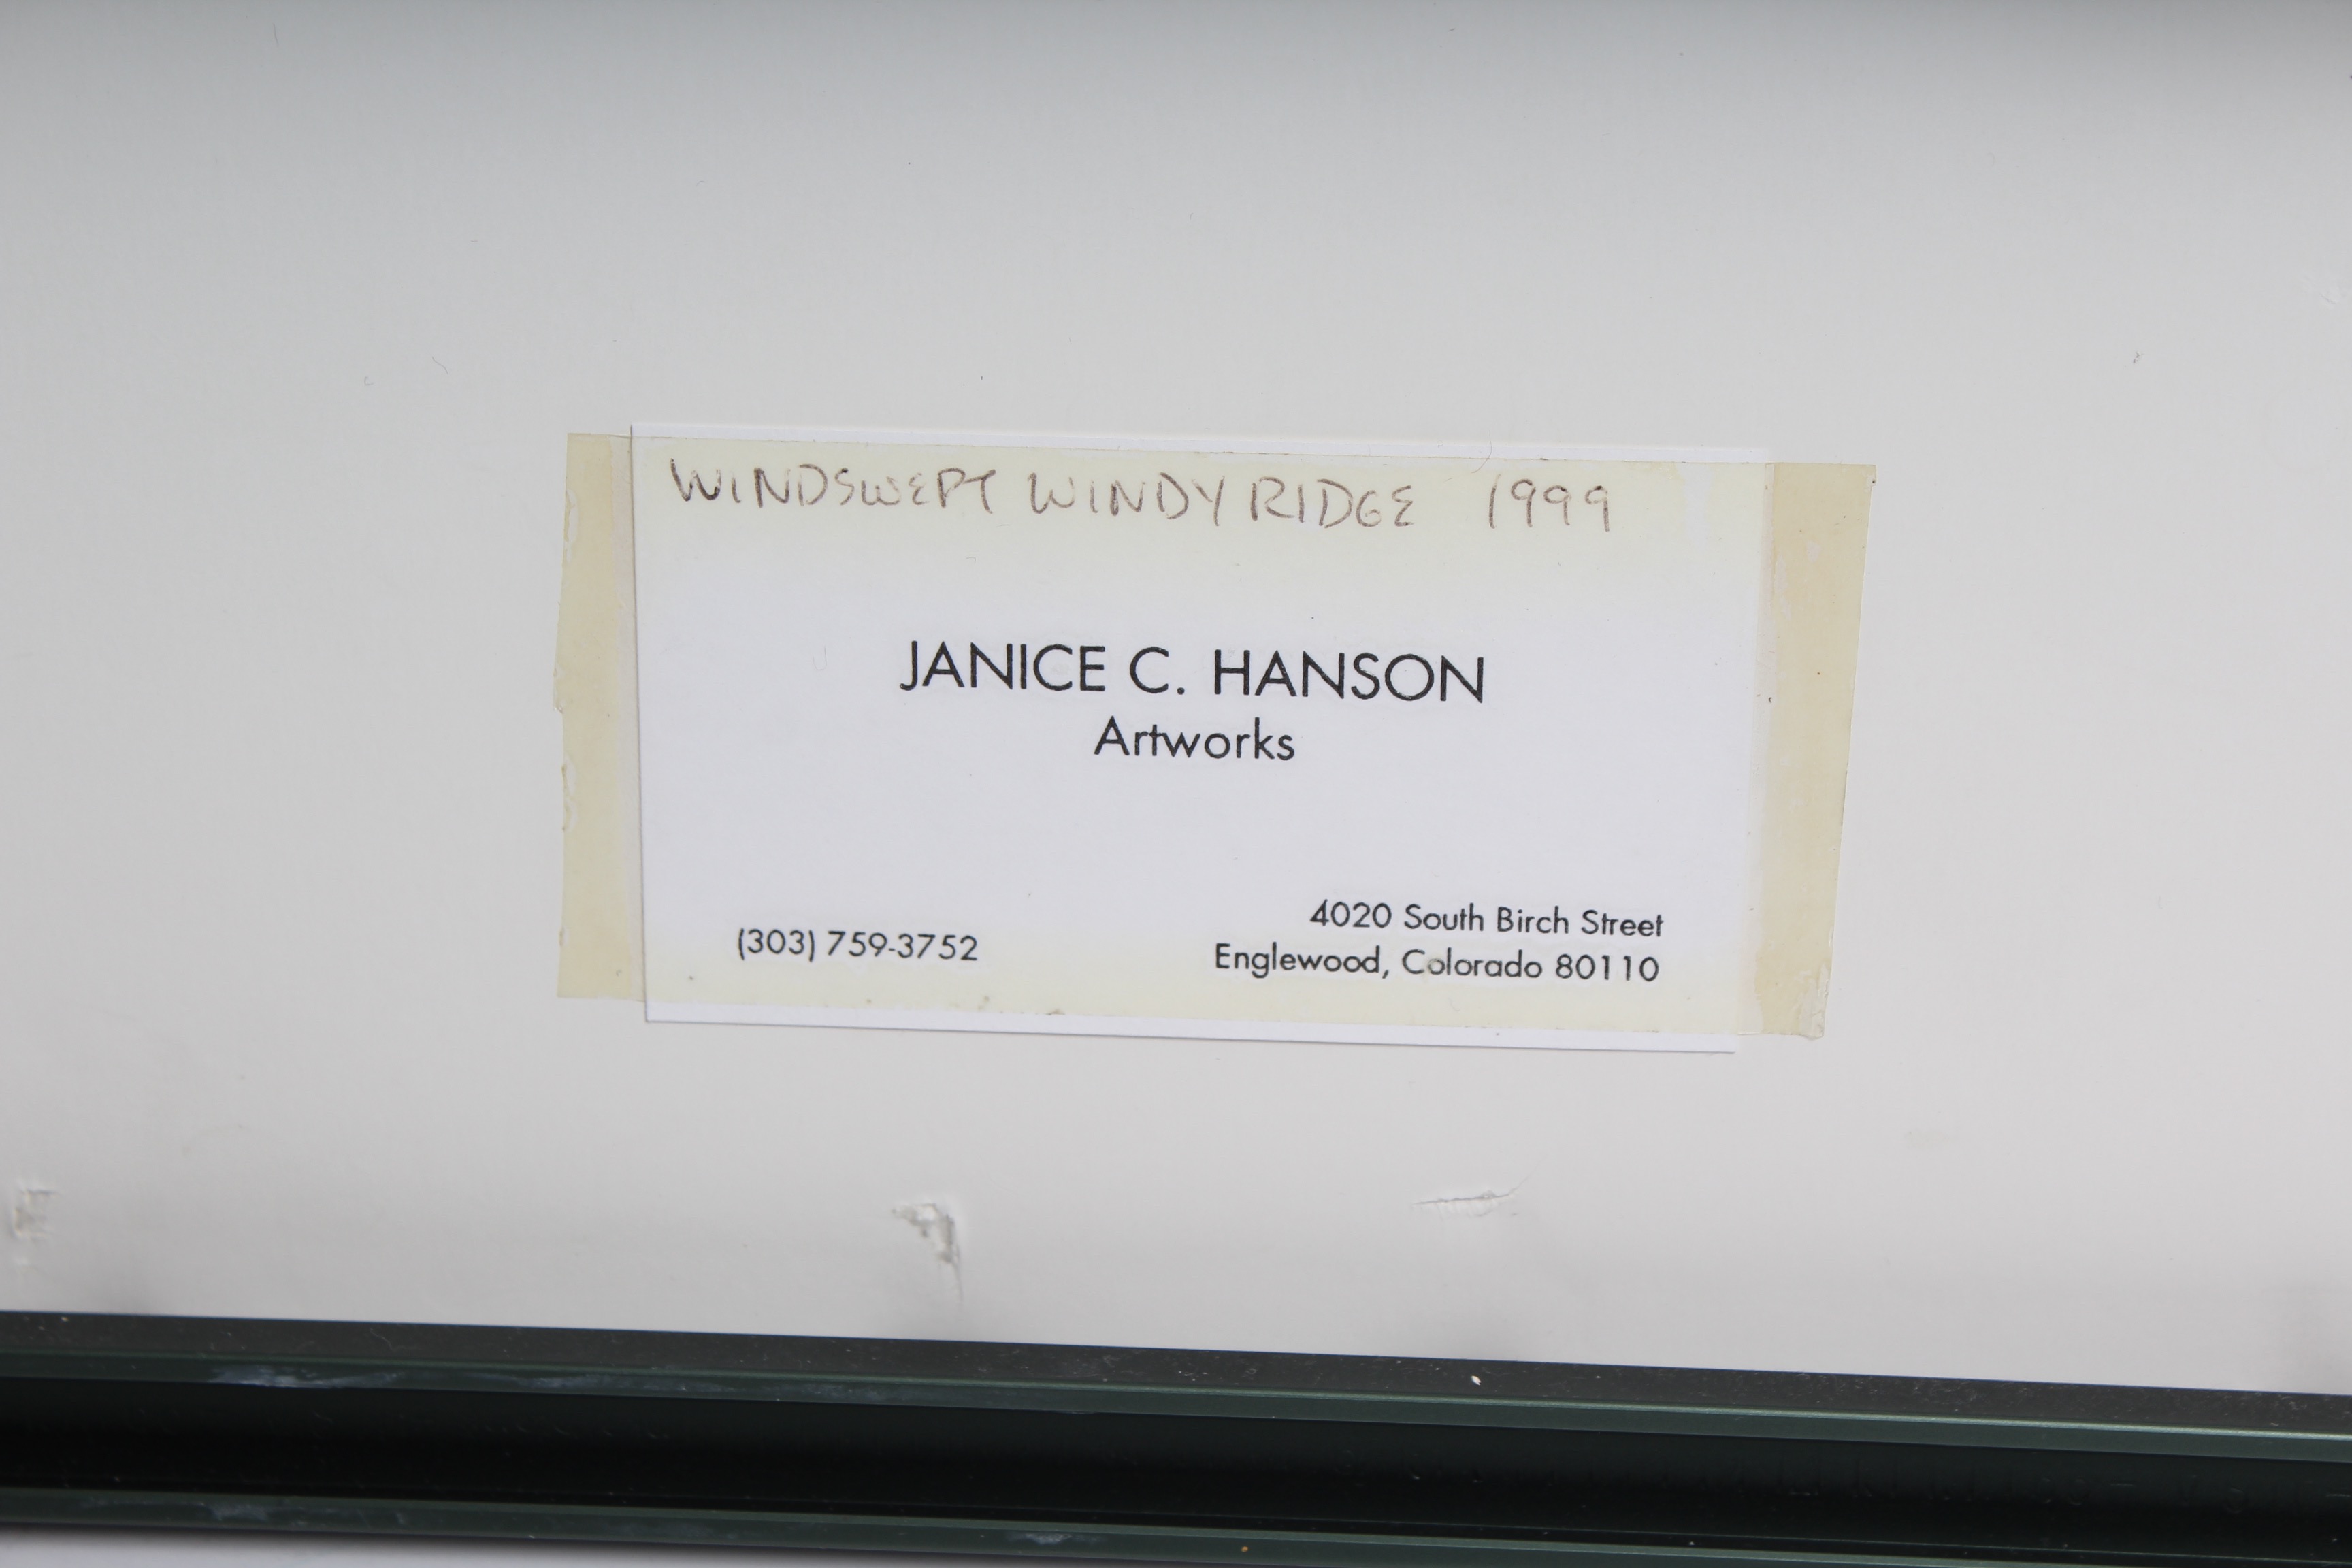 WINDSWEPT WINDY RIDGE 1999
JANICE C. HANSON
Artworks
(303) 759-3752
4020 South Birch Street
Englewood, Colorado 80110